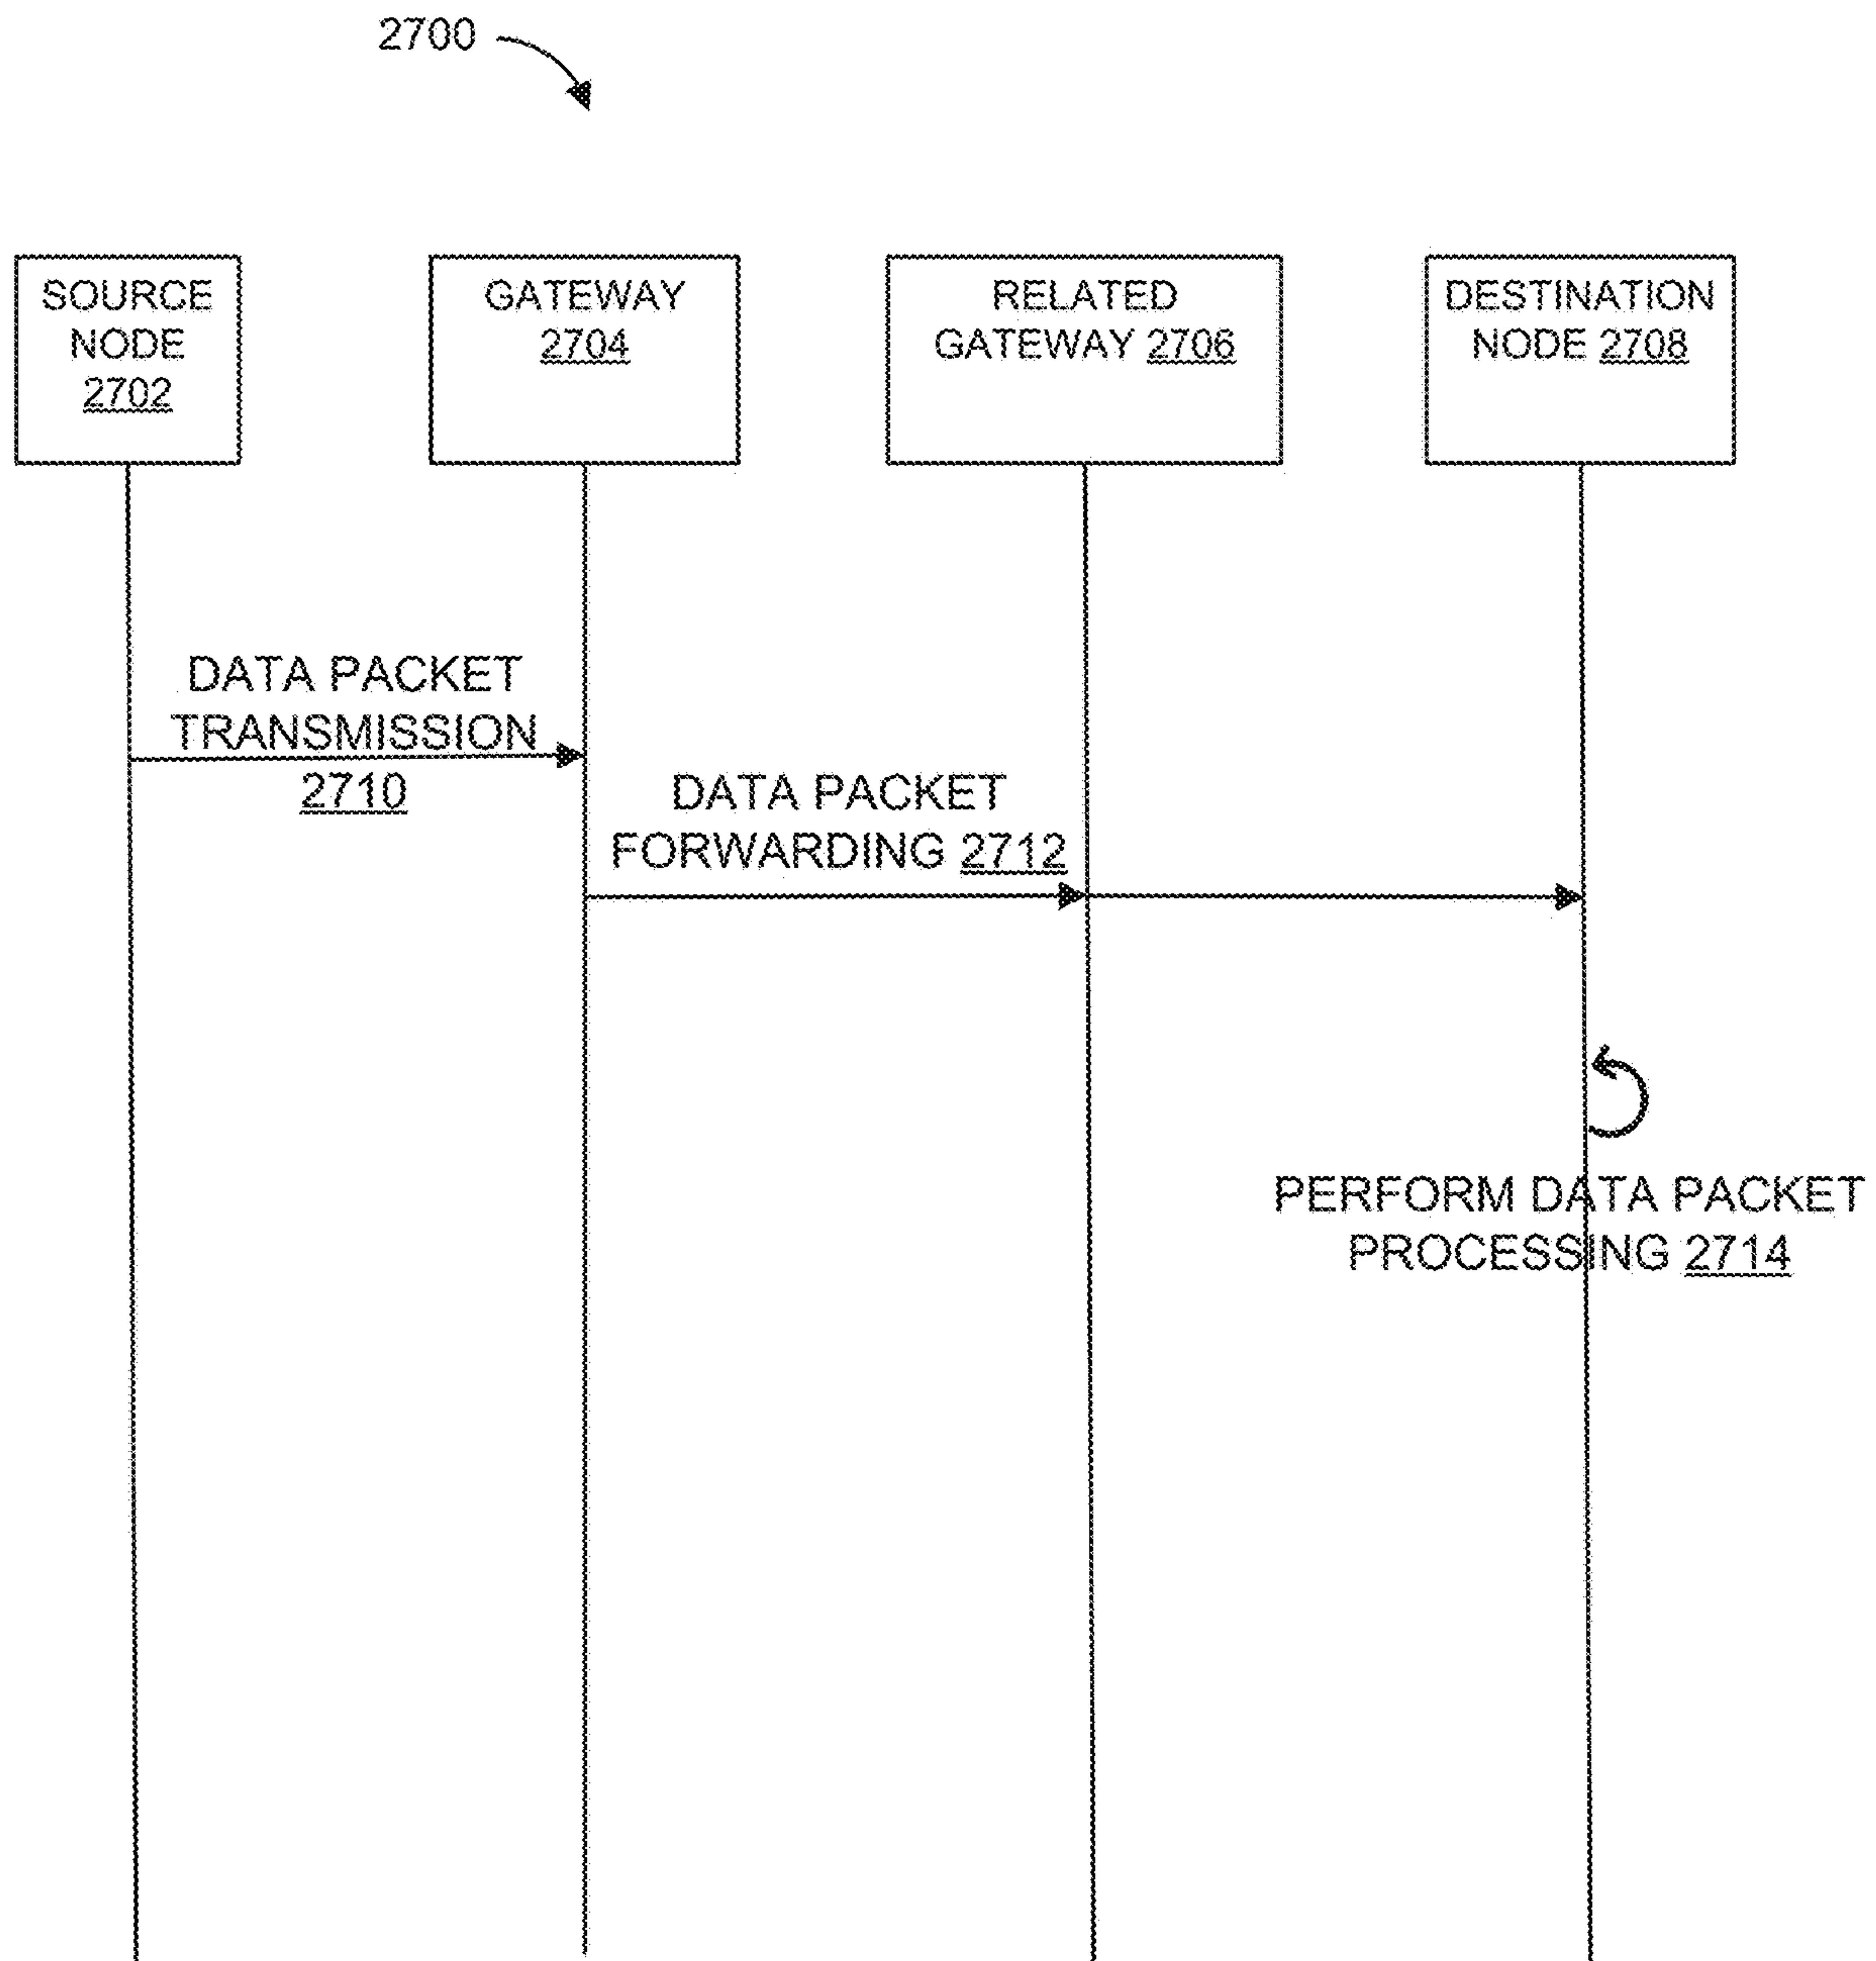 2700
SOURCE
NODE
2702
GATEWAY
2704
RELATED
GATEWAY 2706
DESTINATION
NODE 2708
DATA PACKET
TRANSMISSION
2710
DATA PACKET
FORWARDING 2712
PERFORM DATA PACKET
PROCESSING 2714